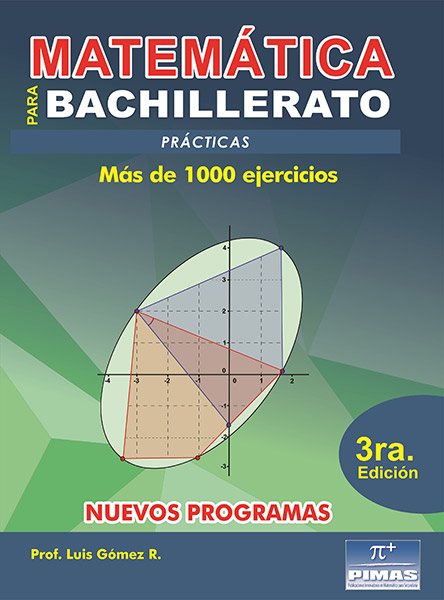 MATEMÁTICA
PARA
BACHILLERATO
PRÁCTICAS
Más de 1000 ejercicios
4
3
2
1
0
-4
-3
-2
-1
0
1
2
-1
-2
-3
3ra.
Edición
NUEVOS PROGRAMAS
Prof. Luis Gómez R.
π+
PIMAS